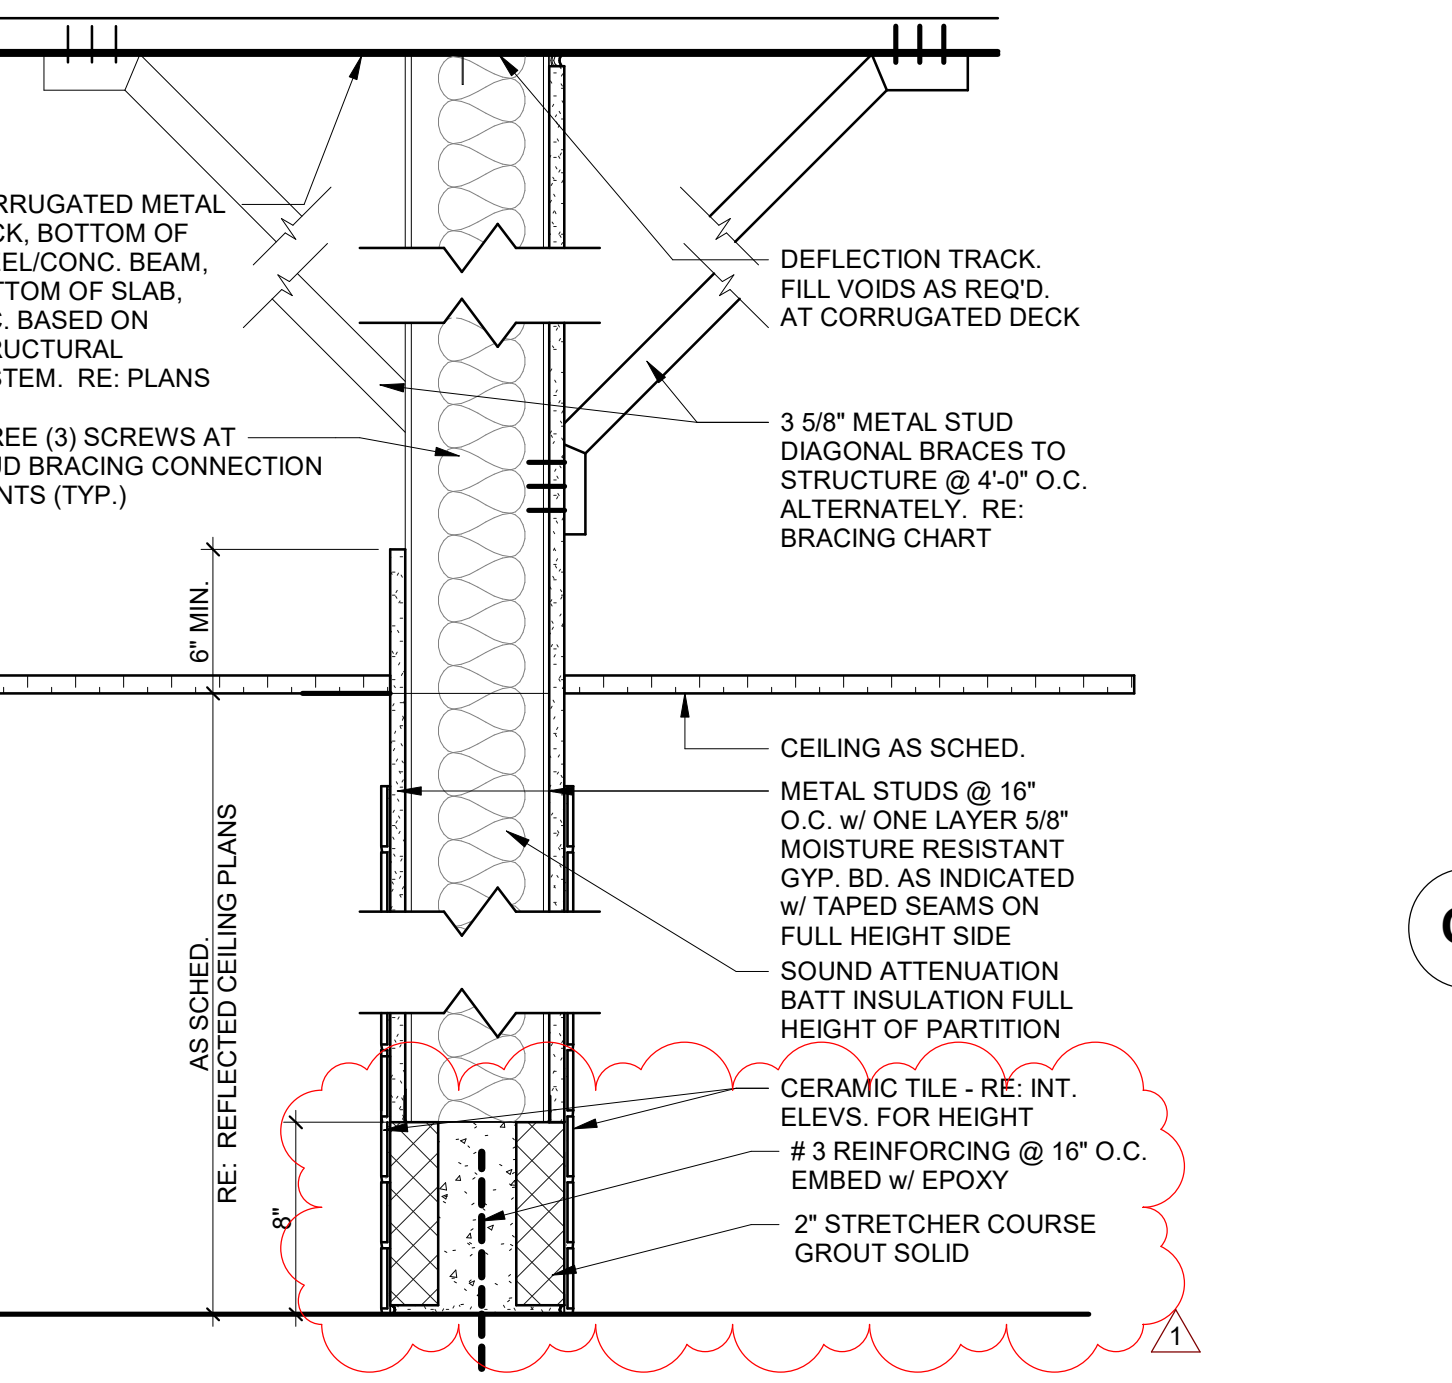 RRUGATED METAL
CK, BOTTOM OF
EL/CONC. BEAM,
TTOM OF SLAB,
C. BASED ON
RUCTURAL
STEM. RE: PLANS
REE (3) SCREWS AT
UD BRACING CONNECTION
NTS (TYP.)
6" MIN.
AS SCHED.
RE: REFLECTED CEILING PLANS
8"
DEFLECTION TRACK.
FILL VOIDS AS REQ'D.
AT CORRUGATED DECK
3 5/8" METAL STUD
DIAGONAL BRACES TO
STRUCTURE @ 4'-0" O.C.
ALTERNATELY. RE:
BRACING CHART
CEILING AS SCHED.
METAL STUDS @ 16"
O.C. w/ ONE LAYER 5/8"
MOISTURE RESISTANT
GYP. BD. AS INDICATED
w/ TAPED SEAMS ON
FULL HEIGHT SIDE
SOUND ATTENUATION
BATT INSULATION FULL
HEIGHT OF PARTITION
CERAMIC TILE - RE: INT.
ELEVS. FOR HEIGHT
# 3 REINFORCING @ 16" O.C.
EMBED w/ EPOXY
2" STRETCHER COURSE
GROUT SOLID
1